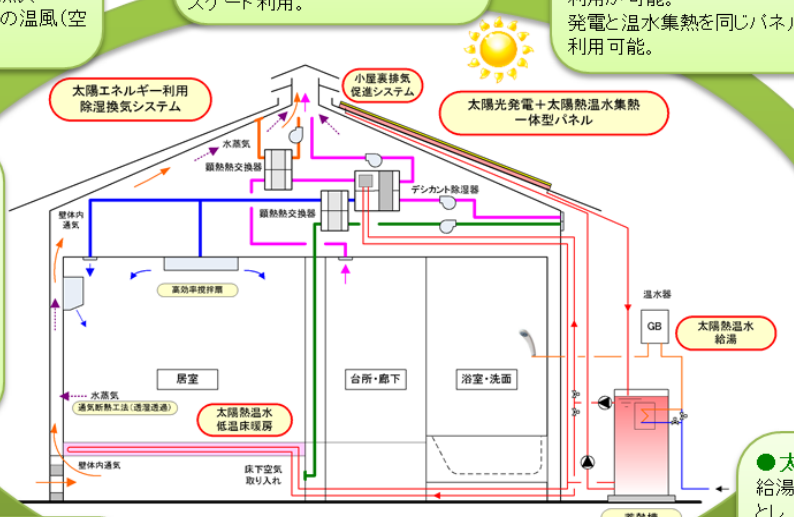 の温風(空
スケート利用。
発電と温水集熱を同じパネル
利用可能。
太陽エネルギー利用
除湿換気システム
小屋裏排気
促進システム
太陽光発電+太陽熱温水集熱
一体型パネル
水蒸気
顕熱熱交換器
デシカント除湿器
顕熱熱交換器
壁体内
通気
高効率撹拌扇
温水器
GB
太陽熱温水
給湯
居室
台所・廊下
浴室・洗面
水蒸気
通気断熱工法(透湿透過)
太陽熱温水
低温床暖房
壁体内通気
床下空気
取り入れ
●太
給湯